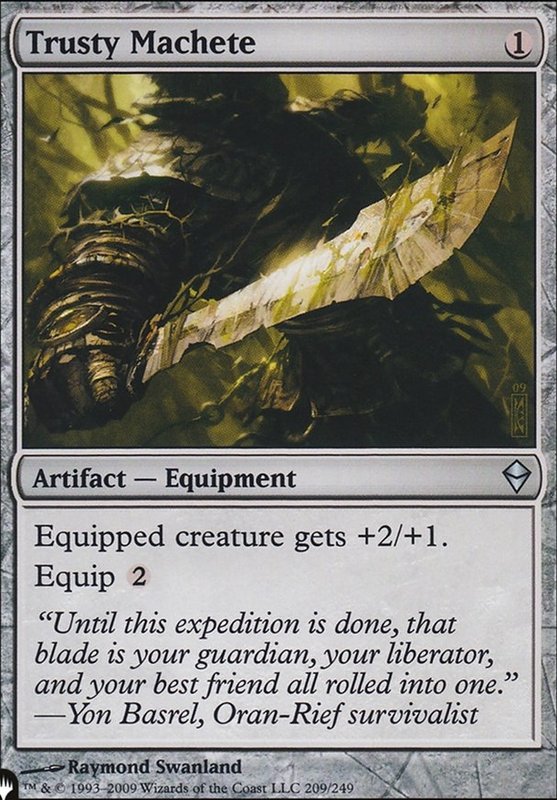 Trusty Machete 1
09
Artifact — Equipment
Equipped creature gets +2/+1.
Equip 2
“Until this expedition is done, that
blade is your guardian, your liberator,
and your best friend all rolled into one.”
—Yon Basrel, Oran-Rief survivalist
Raymond Swanland
™ & © 1993–2009 Wizards of the Coast LLC 209/249